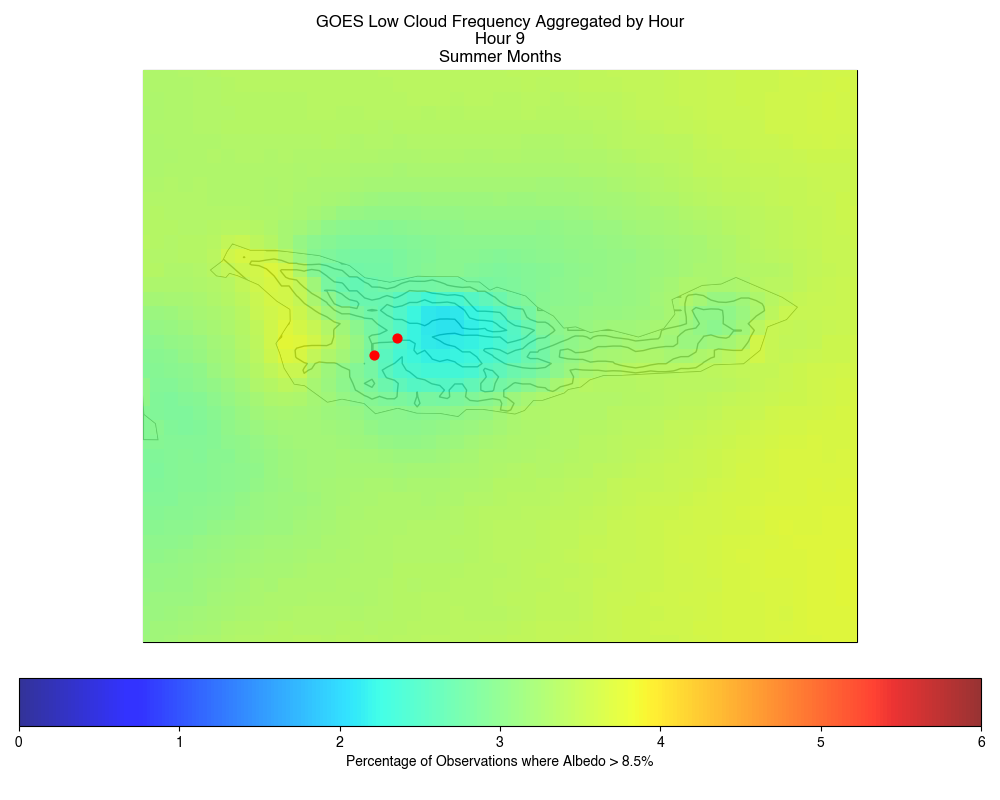 GOES Low Cloud Frequency Aggregated by Hour
Hour 9
Summer Months
0 1 2 3 4 5 6
Percentage of Observations where Albedo > 8.5%